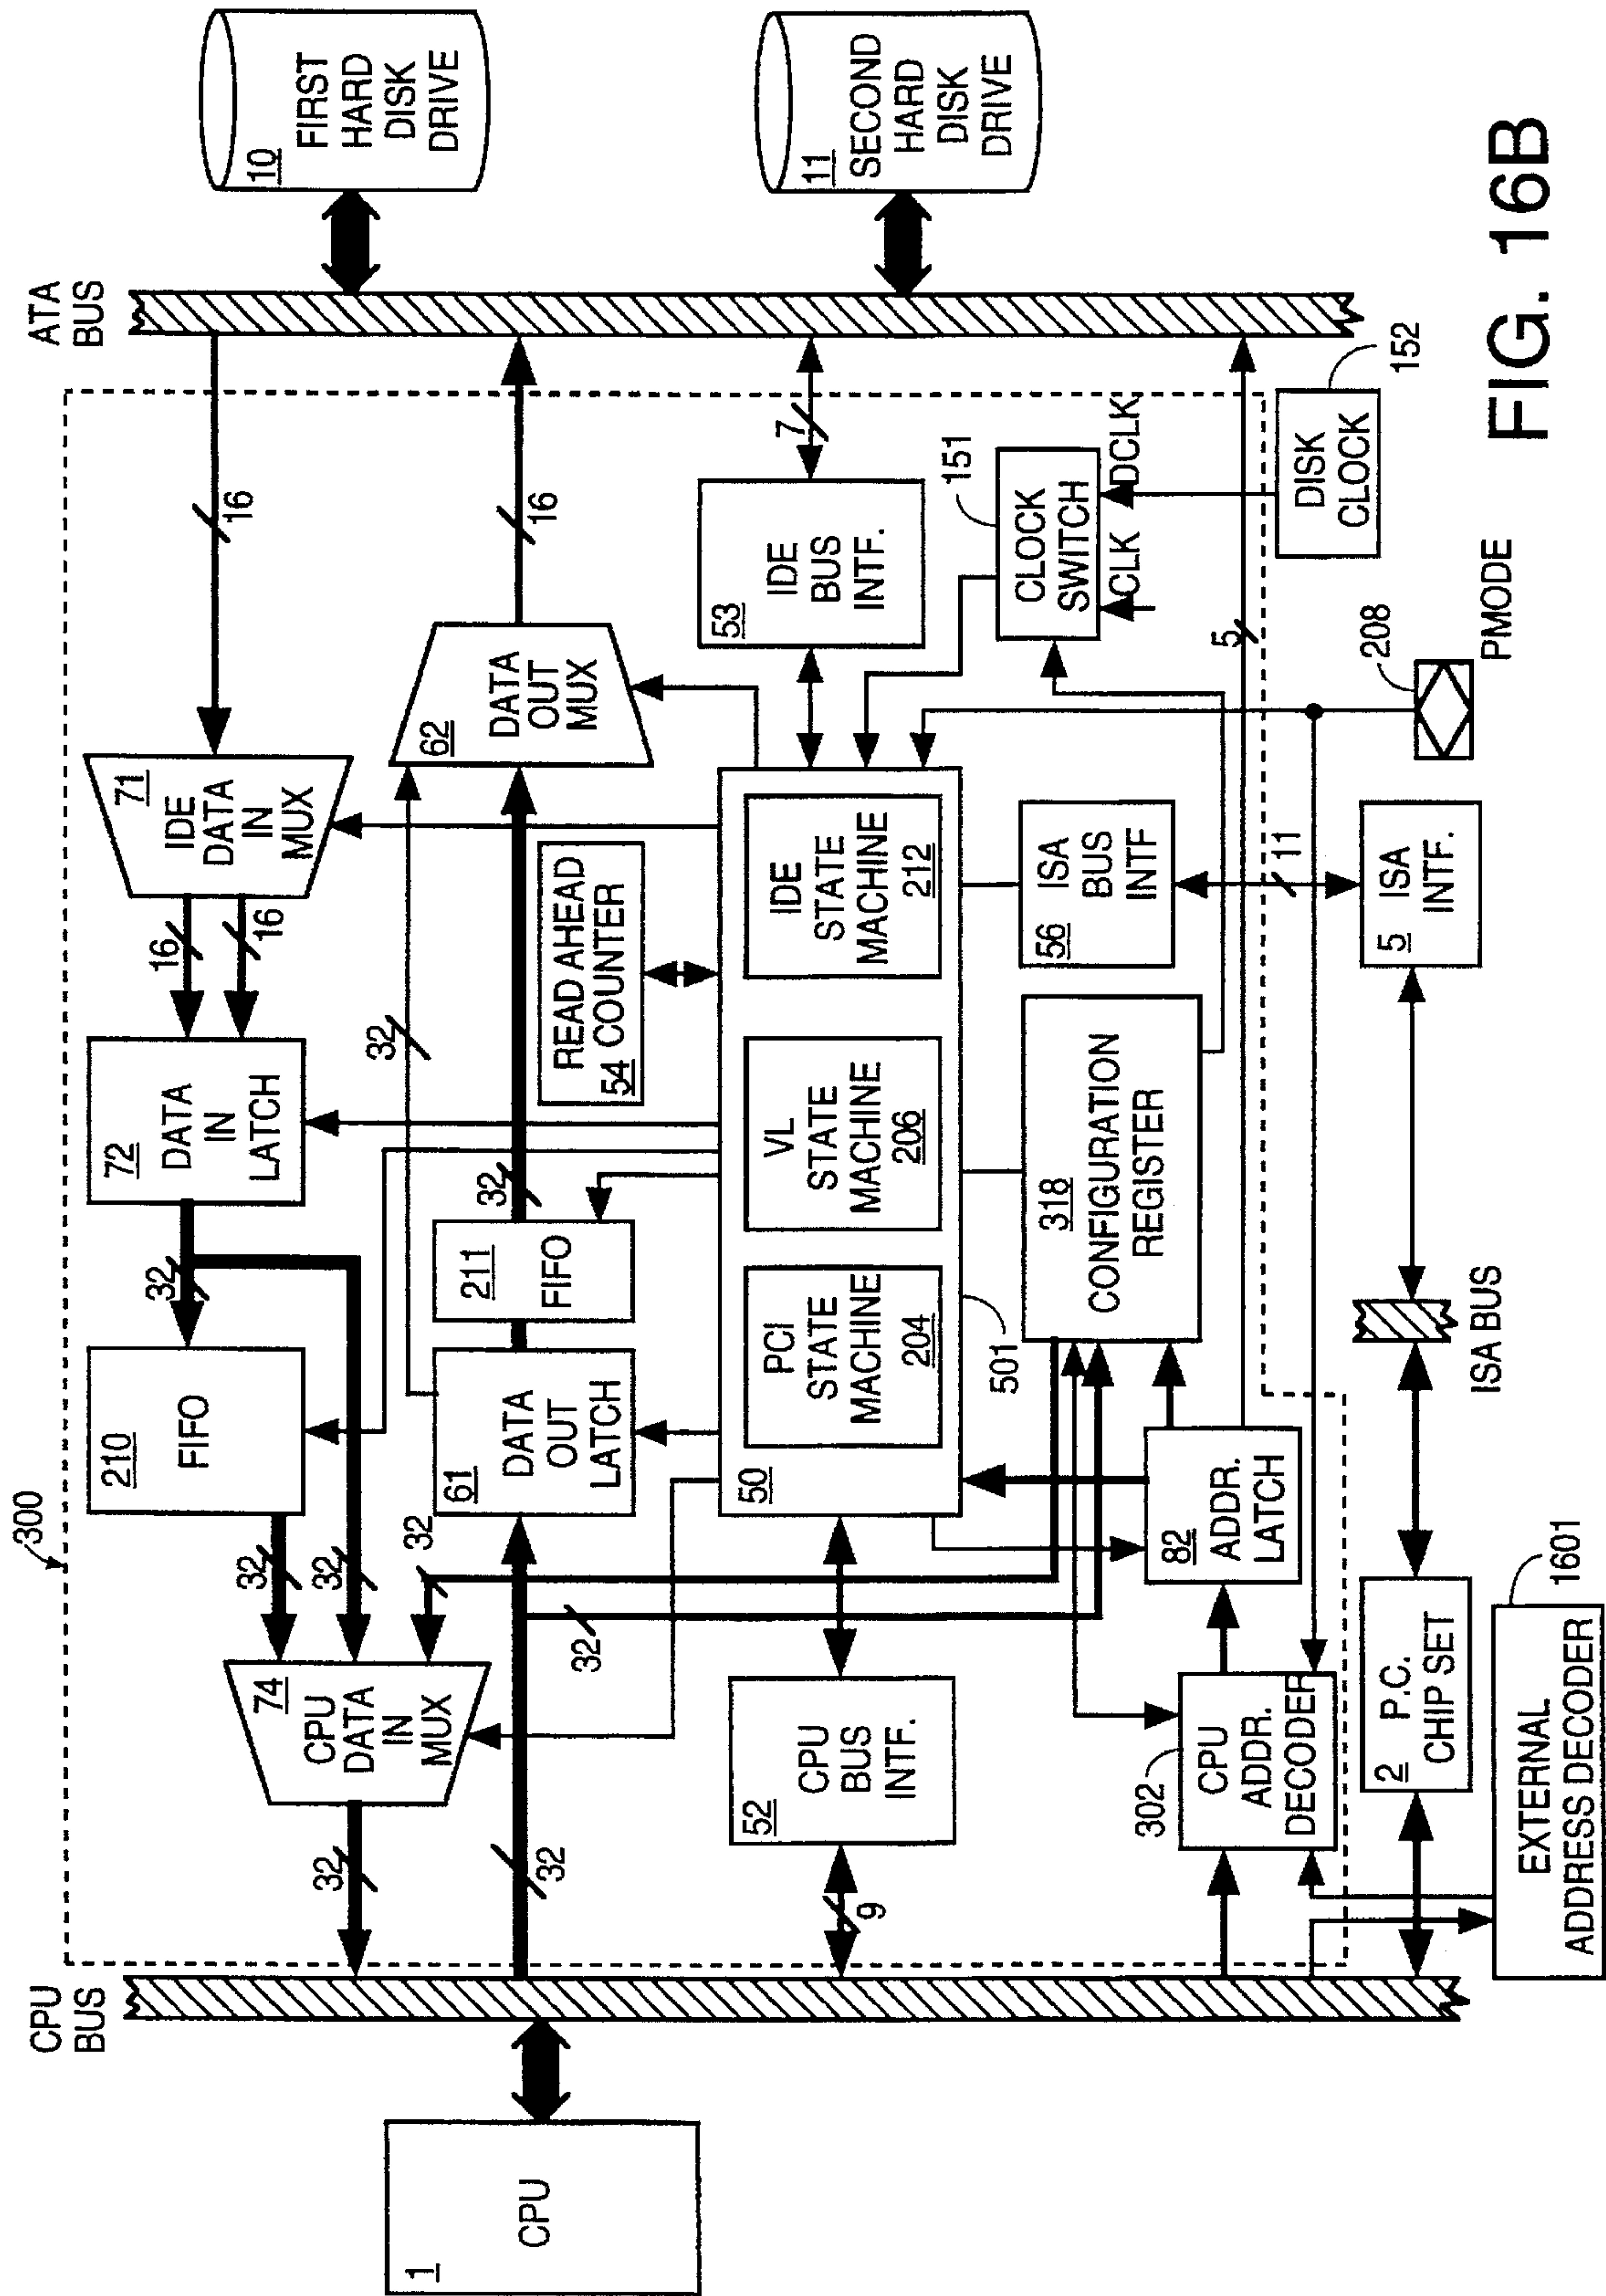 300
CPU
BUS
ATA
BUS
1
CPU
32
74
CPU
DATA
IN
MUX
32
32
32
210
FIFO
32
72
DATA
IN
LATCH
16
16
71
IDE
DATA
IN
MUX
16
10
FIRST
HARD
DISK
DRIVE
32
32
61
DATA
OUT
LATCH
211
FIFO
32
32
62
DATA
OUT
MUX
16
READ AHEAD
54
COUNTER
11
SECOND
HARD
DISK
DRIVE
9
52
CPU
BUS
INTF.
50
PCI
STATE
MACHINE
204
VL
STATE
MACHINE
206
IDE
STATE
MACHINE
212
501
53
IDE
BUS
INTF.
7
302
CPU
ADDR.
DECODER
82
ADDR.
LATCH
318
CONFIGURATION
REGISTER
56
ISA
BUS
INTF
11
151
CLOCK
SWITCH
CLK
DCLK
5
152
DISK
CLOCK
2
P.C.
CHIP SET
ISA BUS
5
ISA
INTF.
208
PMODE
1601
EXTERNAL
ADDRESS DECODER
FIG. 16B